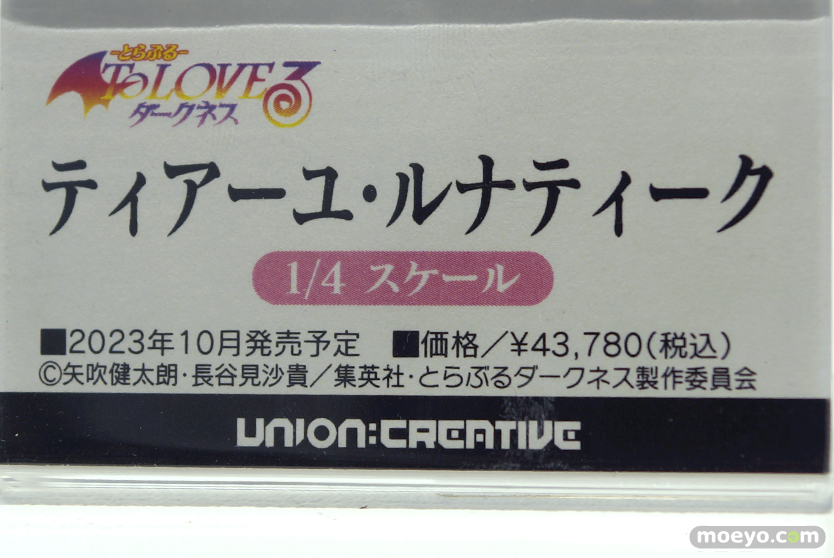 ―とらぶる―
ToLOVEる
ダークネス
ティアーユ・ルナティーク
1/4 スケール
■2023年10月発売予定 ■価格／¥43,780(税込)
©矢吹健太朗・長谷見沙貴／集英社・とらぶるダークネス製作委員会
UNION:CREATIVE
moeyo.com